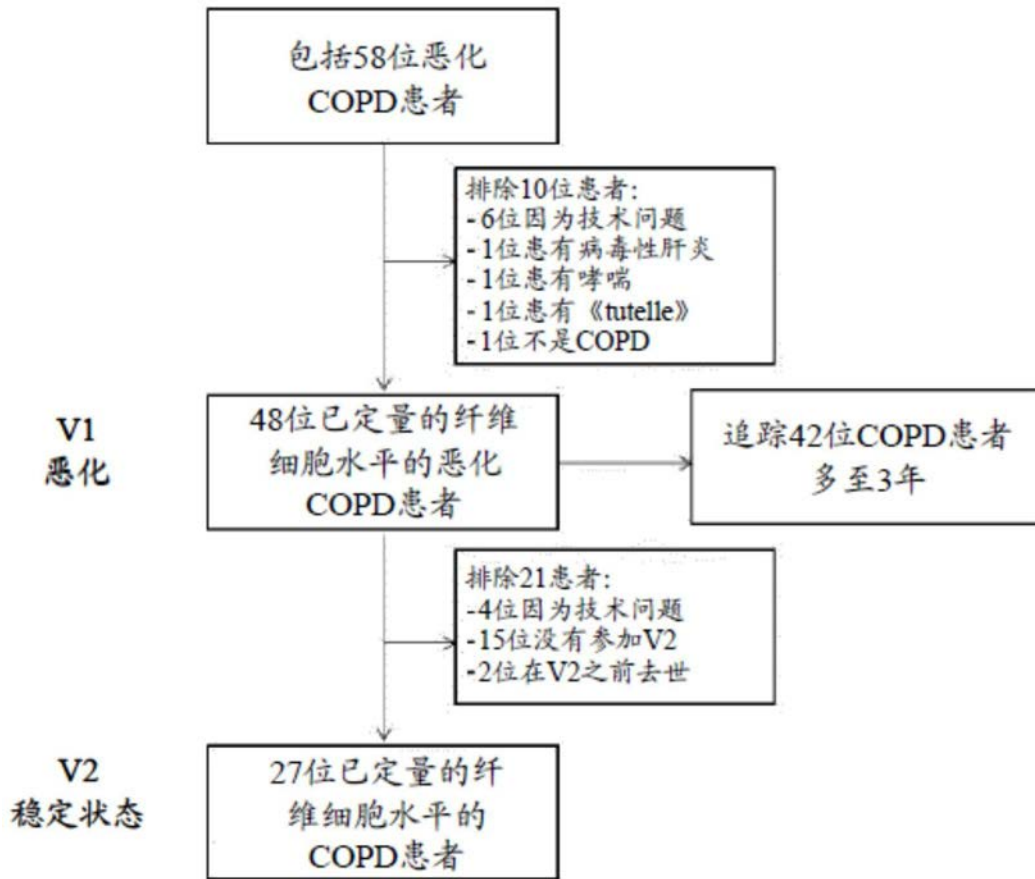 包括58位恶化
COPD患者
排除10位患者:
-6位因为技术问题
-1位患有病毒性肝炎
-1位患有哮喘
-1位患有《tutelle》
-1位不是COPD
V1
恶化
48位已定量的纤维
细胞水平的恶化
COPD患者
追踪42位COPD患者
多至3年
排除21患者:
-4位因为技术问题
-15位没有参加V2
-2位在V2之前去世
V2
稳定状态
27位已定量的纤
维细胞水平的
COPD患者